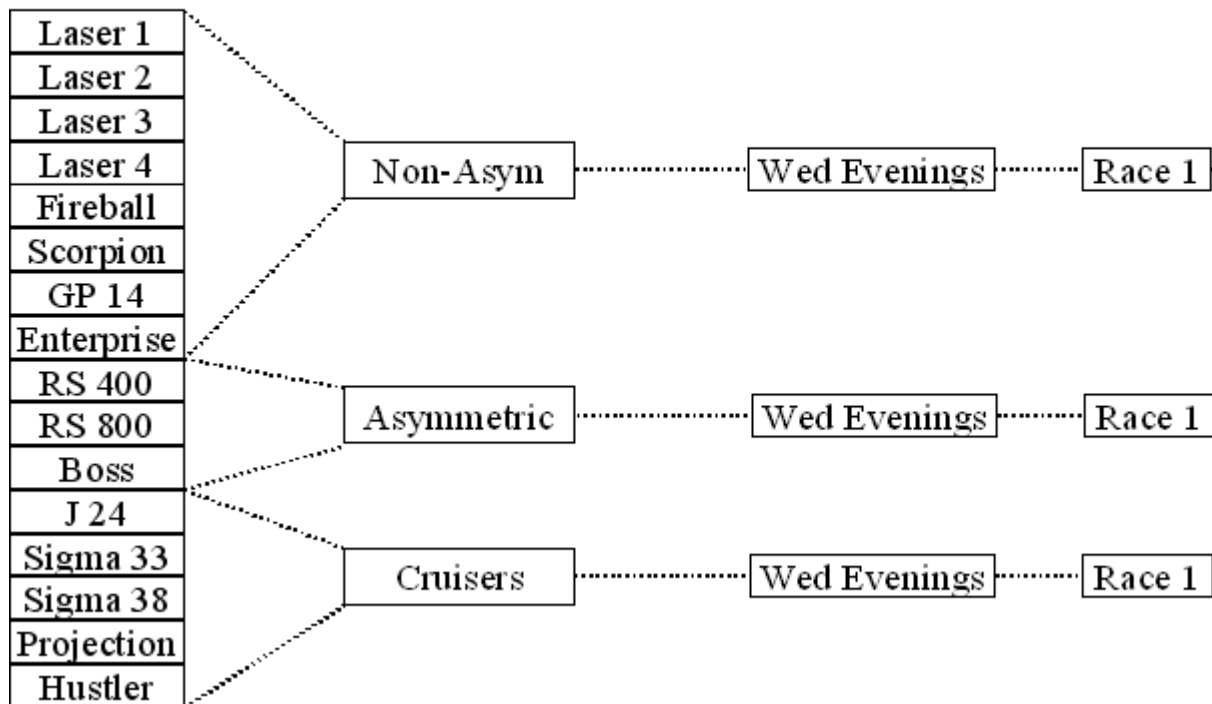 Laser 1
Laser 2
Laser 3
Laser 4
Fireball
Scorpion
GP 14
Enterprise
RS 400
RS 800
Boss
J 24
Sigma 33
Sigma 38
Projection
Hustler
Non-Asym
Wed Evenings
Race 1
Asymmetric
Wed Evenings
Race 1
Cruisers
Wed Evenings
Race 1